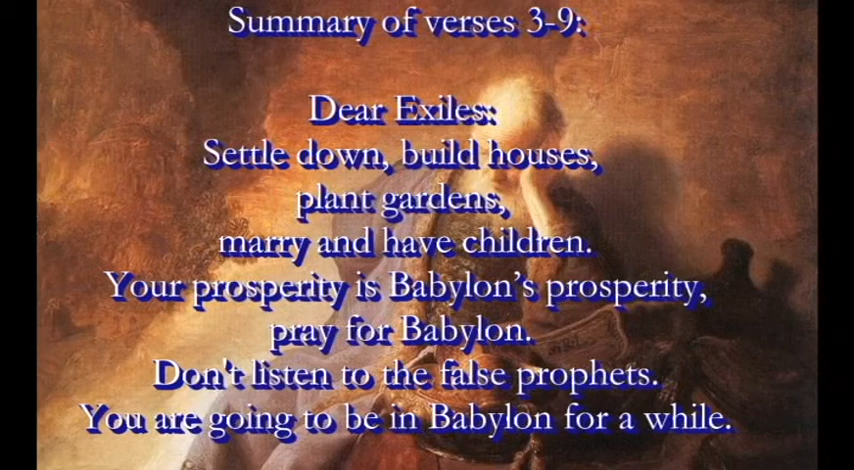 Summary of verses 3-9:
Dear Exiles:
Settle down, build houses,
plant gardens,
marry and have children.
Your prosperity is Babylon’s prosperity,
pray for Babylon.
Don't listen to the false prophets.
You are going to be in Babylon for a while.